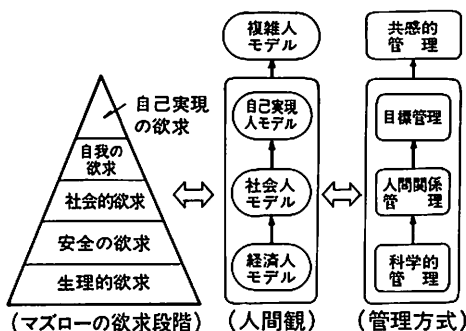 複雑人
モデル
共感的
管理
自己実現
の欲求
自己実現
人モデル
目標管理
自我の
欲求
社会的欲求
社会人
モデル
人間関係
管理
安全の欲求
生理的欲求
経済人
モデル
科学的
管理
(マズローの欲求段階)
(人間観)
(管理方式)